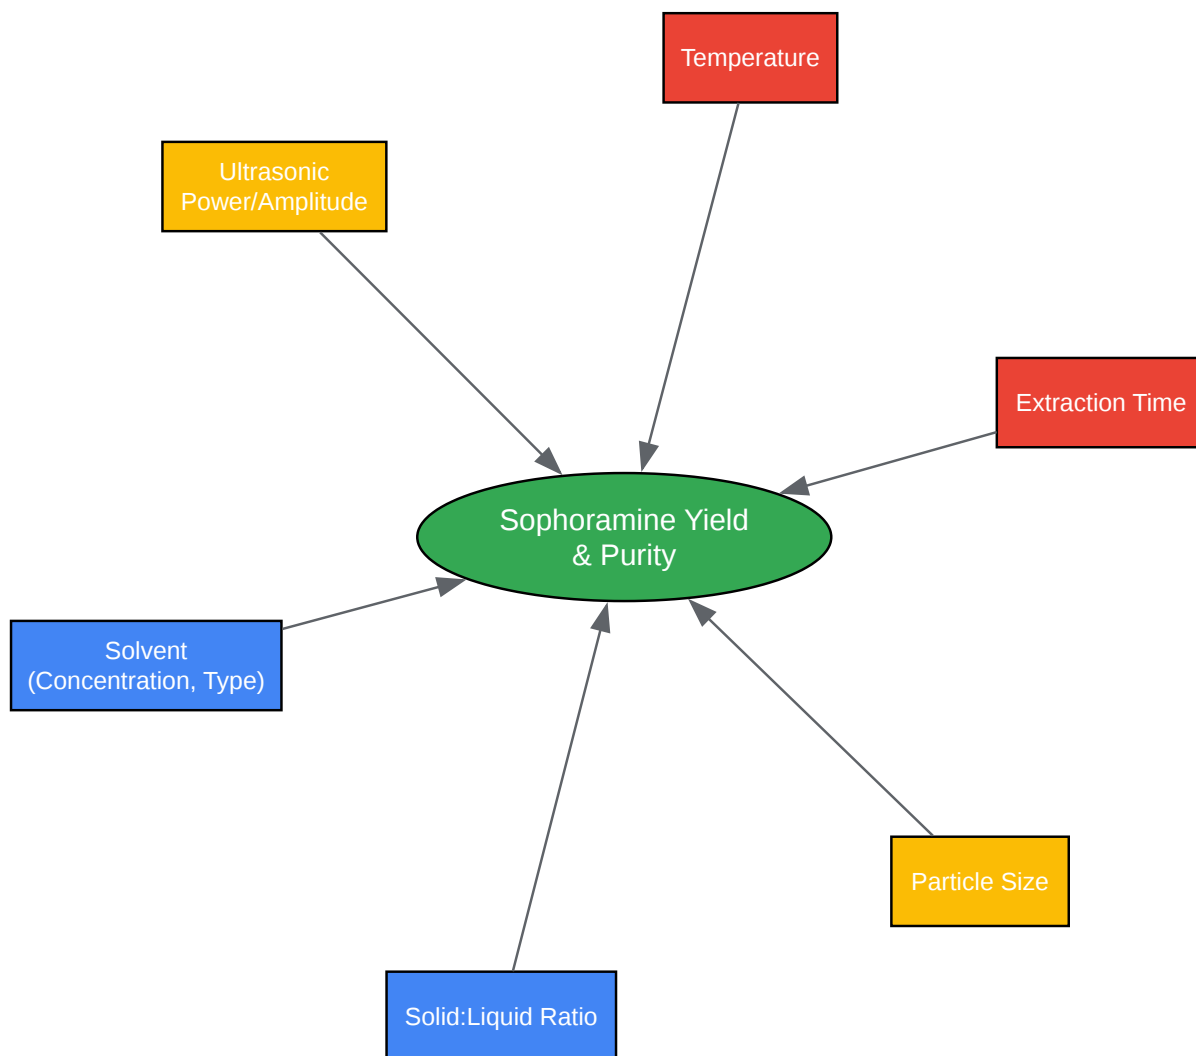 Temperature
Ultrasonic
Power/Amplitude
Extraction Time
Sophoramine Yield
& Purity
Solvent
(Concentration, Type)
Particle Size
Solid:Liquid Ratio